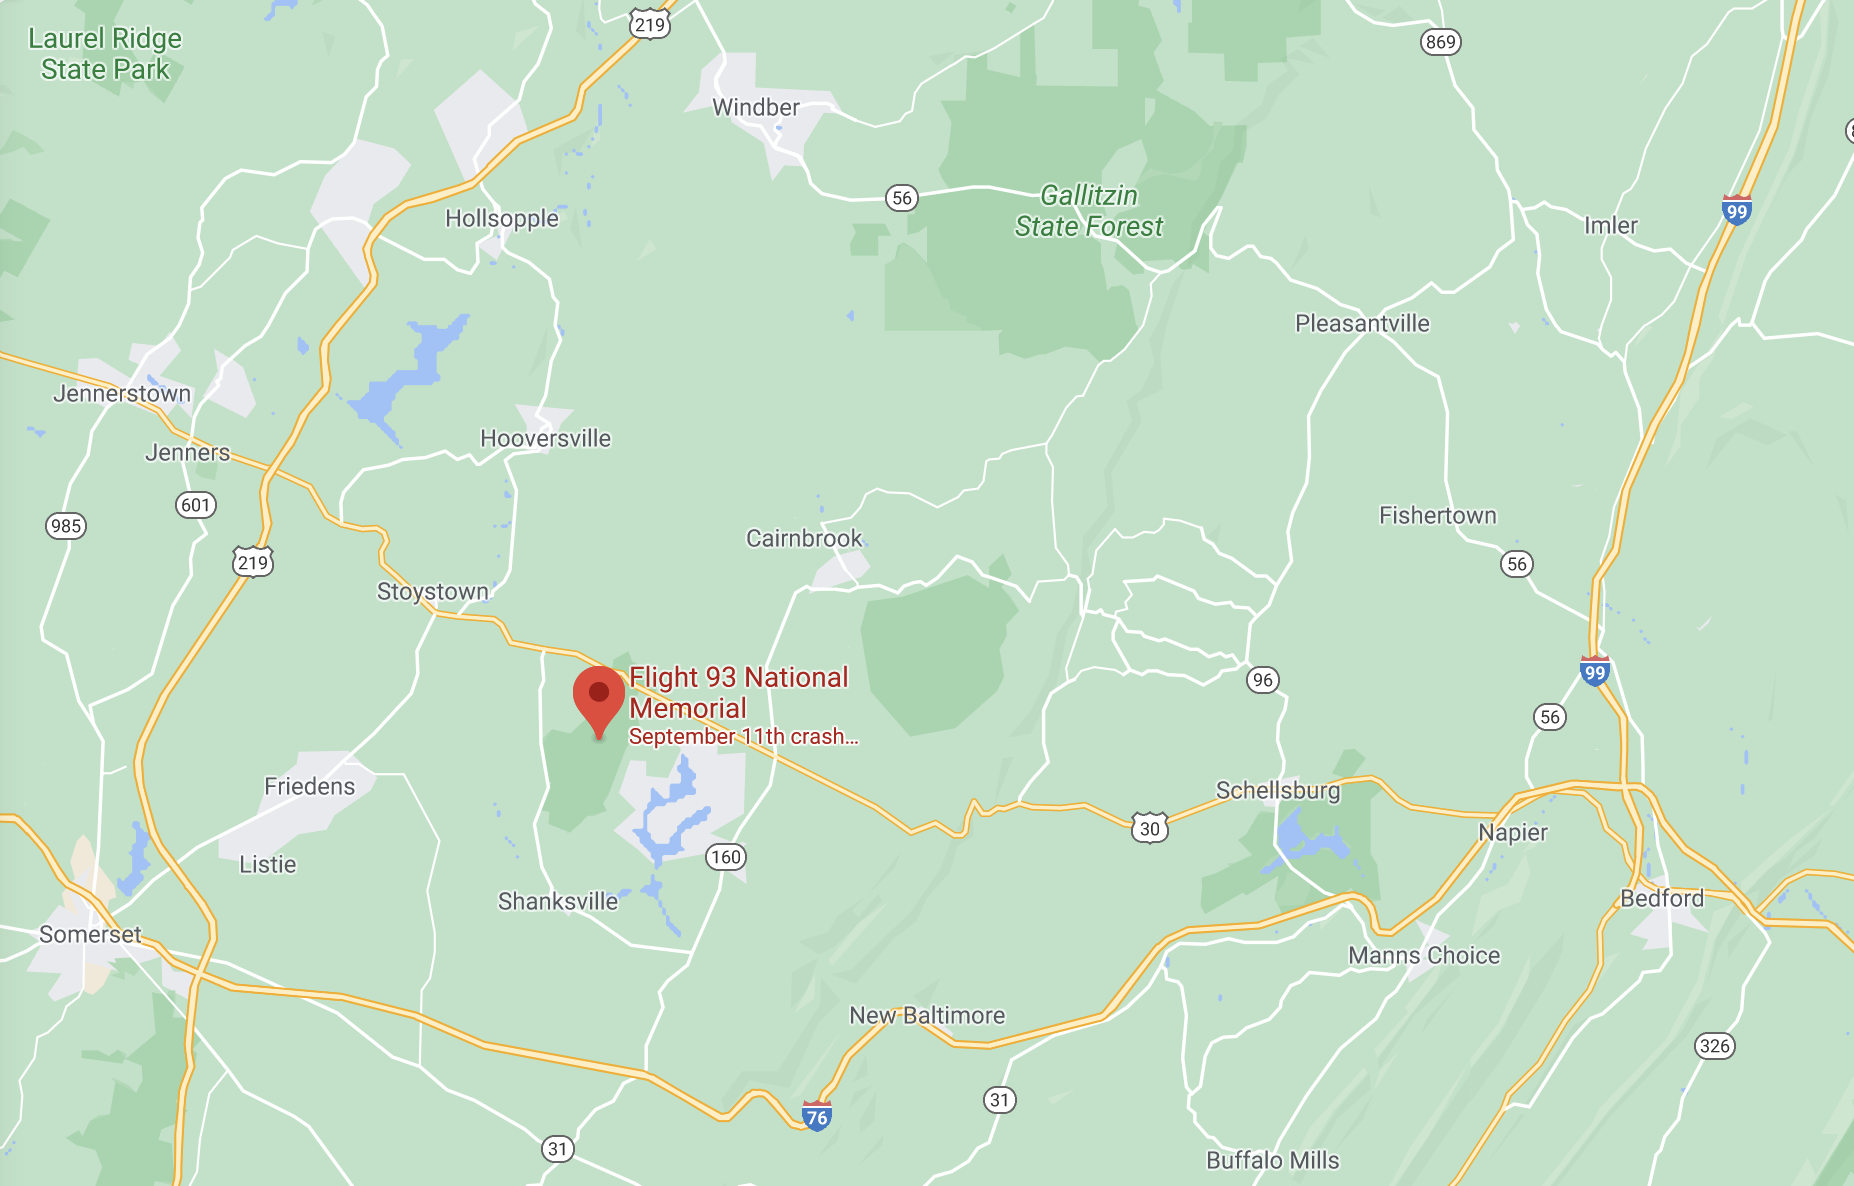 Laurel Ridge
State Park
219
869
Windber
56
Gallitzin
State Forest
99
Hollsopple
Imler
Pleasantville
Jennerstown
Hooversville
Jenners
601
985
Fishertown
Cairnbrook
219
56
Stoystown
99
Flight 93 National
Memorial
September 11th crash...
96
56
Friedens
Schellsburg
30
Napier
Listie
160
Shanksville
Bedford
Somerset
Manns Choice
New Baltimore
326
31
76
31
Buffalo Mills